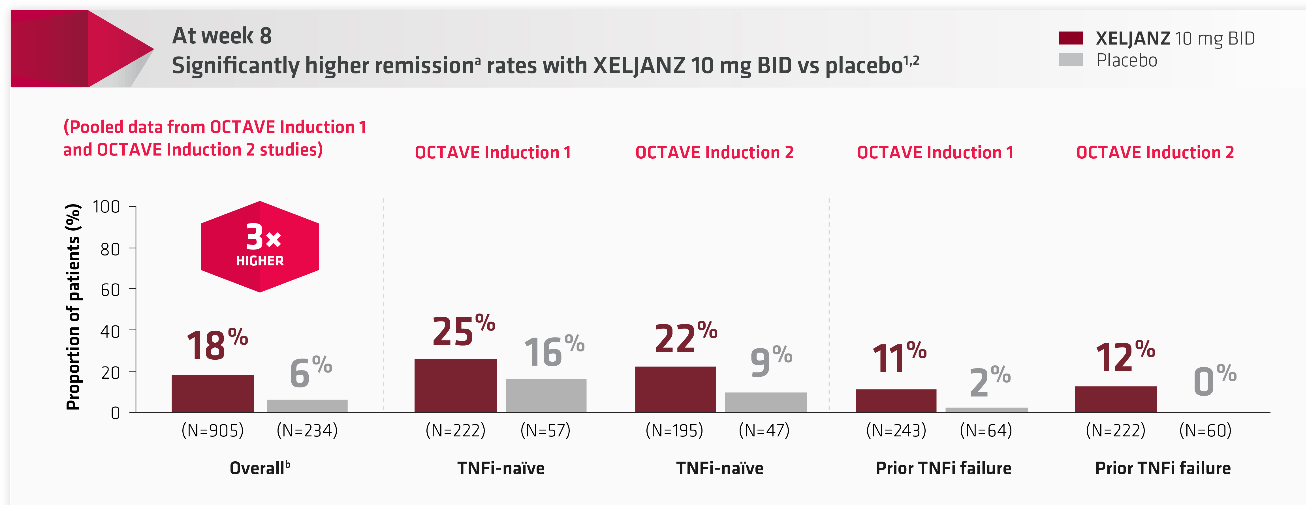 At week 8
Significantly higher remissionᵃ rates with XELJANZ 10 mg BID vs placebo¹,²
XELJANZ 10 mg BID
Placebo
(Pooled data from OCTAVE Induction 1
and OCTAVE Induction 2 studies)
OCTAVE Induction 1
OCTAVE Induction 2
OCTAVE Induction 1
OCTAVE Induction 2
Proportion of patients (%)
100
80
60
40
20
0
3×
HIGHER
18%
6%
25%
16%
22%
9%
11%
2%
12%
0%
(N=905)
(N=234)
(N=222)
(N=57)
(N=195)
(N=47)
(N=243)
(N=64)
(N=222)
(N=60)
Overallᵇ
TNFi-naïve
TNFi-naïve
Prior TNFi failure
Prior TNFi failure